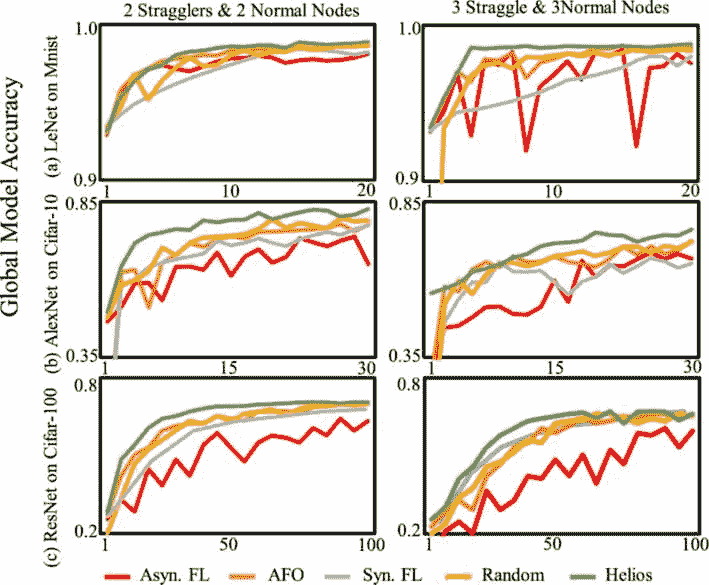 2 Stragglers & 2 Normal Nodes
3 Straggle & 3Normal Nodes
Global Model Accuracy
(a) LeNet on Mnist
1.0
0.9
1
10
20
1.0
0.9
1
10
20
(b) AlexNet on Cifar-10
0.85
0.35
1
15
30
0.85
0.35
1
15
30
(c) ResNet on Cifar-100
0.8
0.2
1
50
100
0.8
0.2
1
50
100
Asyn. FL
AFO
Syn. FL
Random
Helios